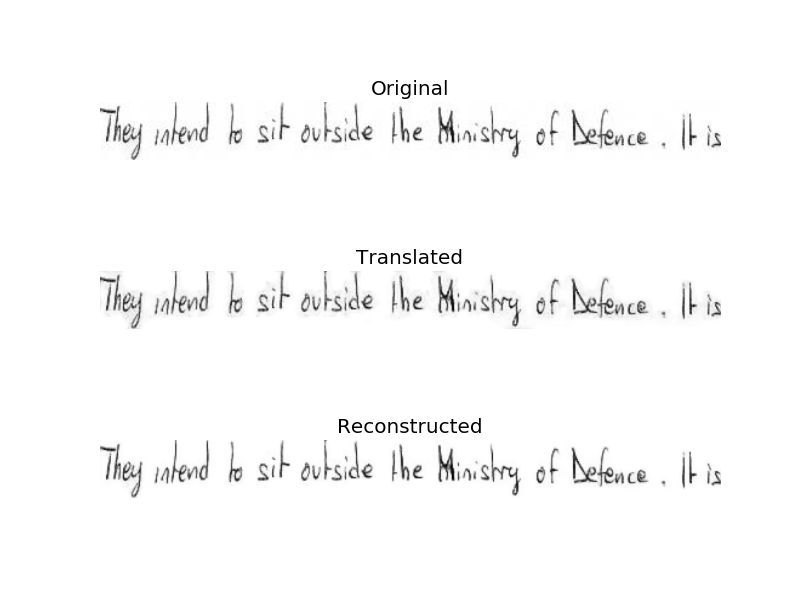 Original
They intend to sit outside the Ministry of Defence. It is
Translated
They intend to sit outside the Ministry of Defence. It is
Reconstructed
They intend to sit outside the Ministry of Defence. It is